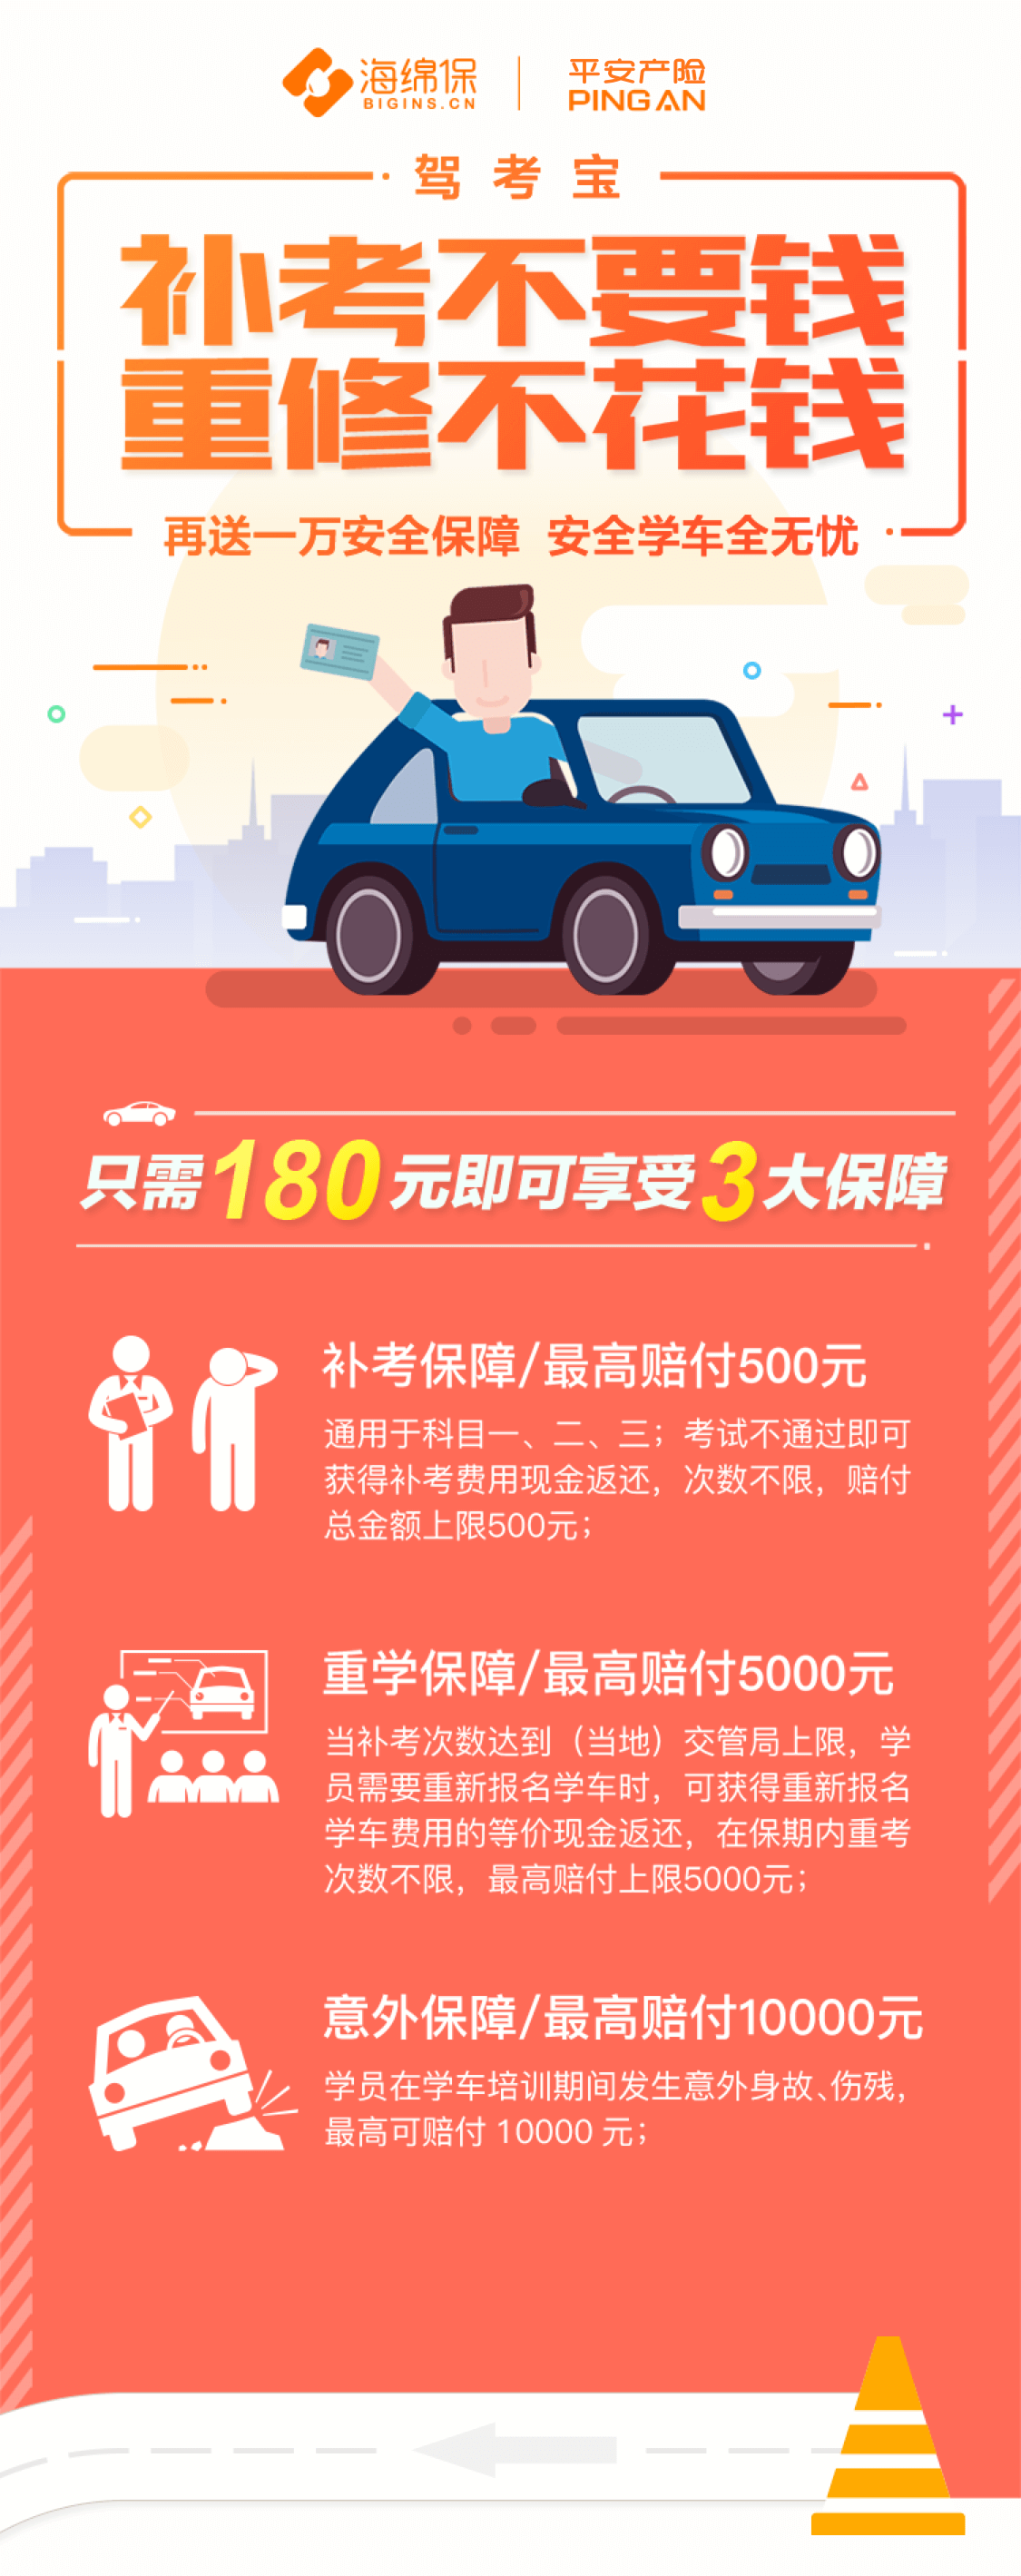 海绵保
BIGINS.CN
平安产险
PING AN
驾考宝
补考不要钱
重修不花钱
再送一万安全保障 安全学车全无忧
只需180元即可享受3大保障
补考保障/最高赔付500元
通用于科目一、二、三；考试不通过即可
获得补考费用现金返还，次数不限，赔付
总金额上限500元；
重学保障/最高赔付5000元
当补考次数达到（当地）交管局上限，学
员需要重新报名学车时，可获得重新报名
学车费用的等价现金返还，在保期内重考
次数不限，最高赔付上限5000元；
意外保障/最高赔付10000元
学员在学车培训期间发生意外身故、伤残，
最高可赔付 10000 元；